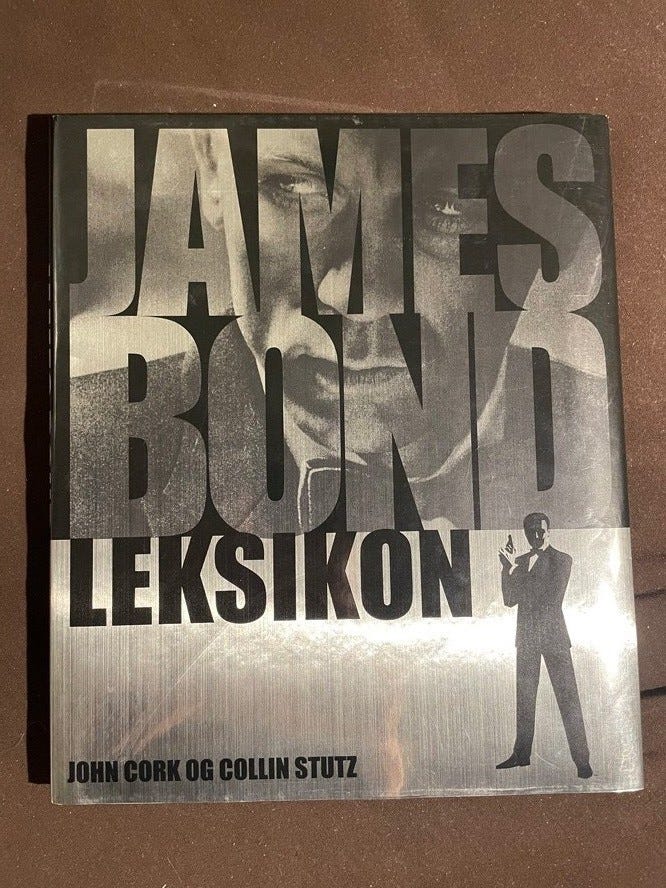 JAMES
BOND
LEKSIKON
JOHN CORK OG COLLIN STUTZ